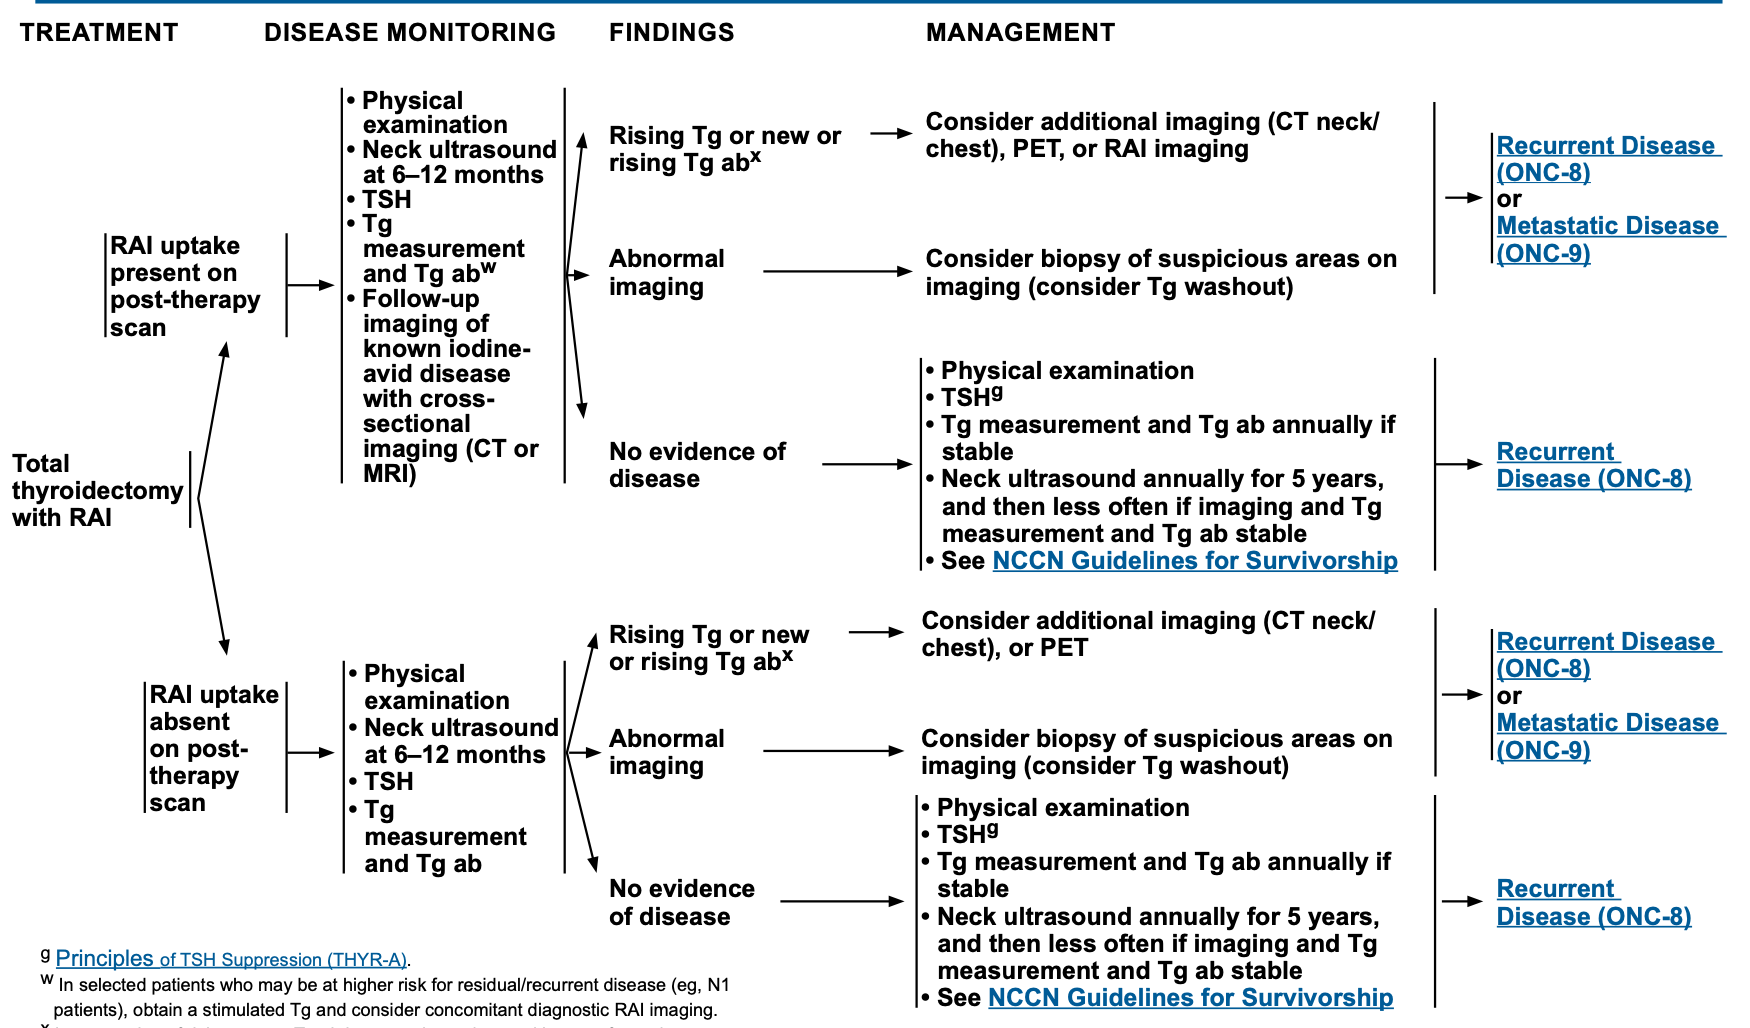 TREATMENT
DISEASE MONITORING
FINDINGS
MANAGEMENT
Total
thyroidectomy
with RAI
RAI uptake
present on
post-therapy
scan
• Physical
examination
• Neck ultrasound
at 6–12 months
• TSH
• Tg
measurement
and Tg abʷ
• Follow-up
imaging of
known iodine-
avid disease
with cross-
sectional
imaging (CT or
MRI)
Rising Tg or new or
rising Tg abˣ
Consider additional imaging (CT neck/
chest), PET, or RAI imaging
Abnormal
imaging
Consider biopsy of suspicious areas on
imaging (consider Tg washout)
Recurrent Disease
(ONC-8)
or
Metastatic Disease
(ONC-9)
No evidence of
disease
• Physical examination
• TSHᵍ
• Tg measurement and Tg ab annually if
stable
• Neck ultrasound annually for 5 years,
and then less often if imaging and Tg
measurement and Tg ab stable
• See NCCN Guidelines for Survivorship
Recurrent
Disease (ONC-8)
RAI uptake
absent
on post-
therapy
scan
• Physical
examination
• Neck ultrasound
at 6–12 months
• TSH
• Tg
measurement
and Tg ab
Rising Tg or new
or rising Tg abˣ
Consider additional imaging (CT neck/
chest), or PET
Abnormal
imaging
Consider biopsy of suspicious areas on
imaging (consider Tg washout)
Recurrent Disease
(ONC-8)
or
Metastatic Disease
(ONC-9)
No evidence
of disease
• Physical examination
• TSHᵍ
• Tg measurement and Tg ab annually if
stable
• Neck ultrasound annually for 5 years,
and then less often if imaging and Tg
measurement and Tg ab stable
• See NCCN Guidelines for Survivorship
Recurrent
Disease (ONC-8)
ᵍ Principles of TSH Suppression (THYR-A).
ʷ In selected patients who may be at higher risk for residual/recurrent disease (eg, N1
patients), obtain a stimulated Tg and consider concomitant diagnostic RAI imaging.